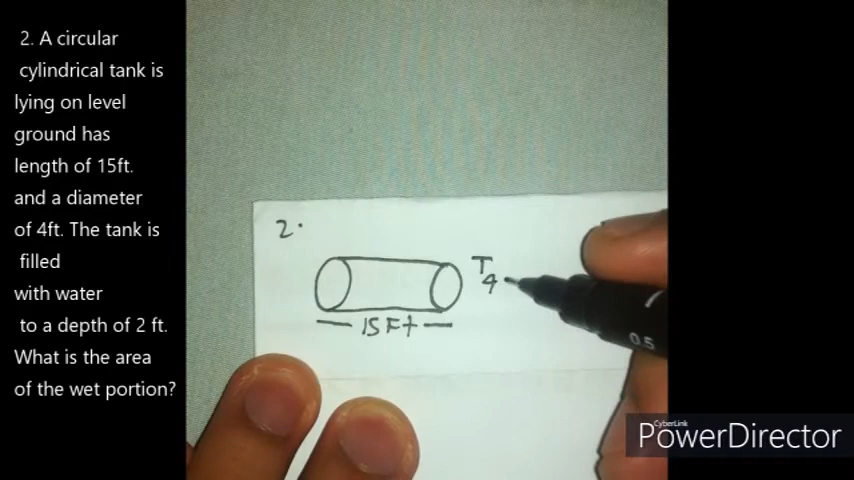 2. A circular
cylindrical tank is
lying on level
ground has
length of 15ft.
and a diameter
of 4ft. The tank is
filled
with water
to a depth of 2 ft.
What is the area
of the wet portion?
2.
4
15 Ft
0.5
CyberLink
PowerDirector